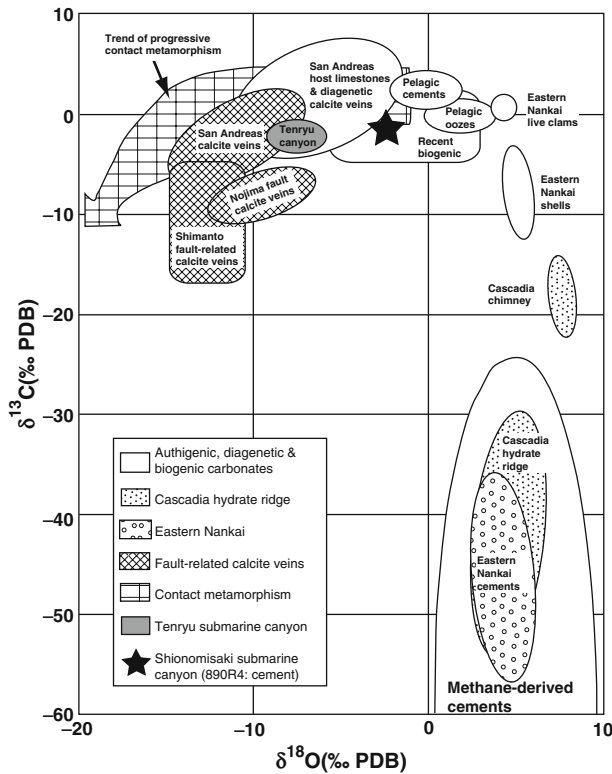 10
0
−10
−20
−30
−40
−50
−60
δ¹³C(‰ PDB)
Trend of progressive
contact metamorphism
San Andreas
host limestones
& diagenetic
calcite veins
Pelagic
cements
Pelagic
oozes
Eastern
Nankai
live clams
San Andreas
calcite veins
Tenryu
canyon
Recent
biogenic
Nojima fault
calcite veins
Eastern
Nankai
shells
Shimanto
fault-related
calcite veins
Cascadia
chimney
Authigenic, diagenetic &
biogenic carbonates
Cascadia hydrate ridge
Eastern Nankai
Fault-related calcite veins
Contact metamorphism
Tenryu submarine canyon
Shionomisaki submarine
canyon (890R4: cement)
Cascadia
hydrate
ridge
Eastern
Nankai
cements
Methane-derived
cements
−20
−10
0
10
δ¹⁸O(‰ PDB)